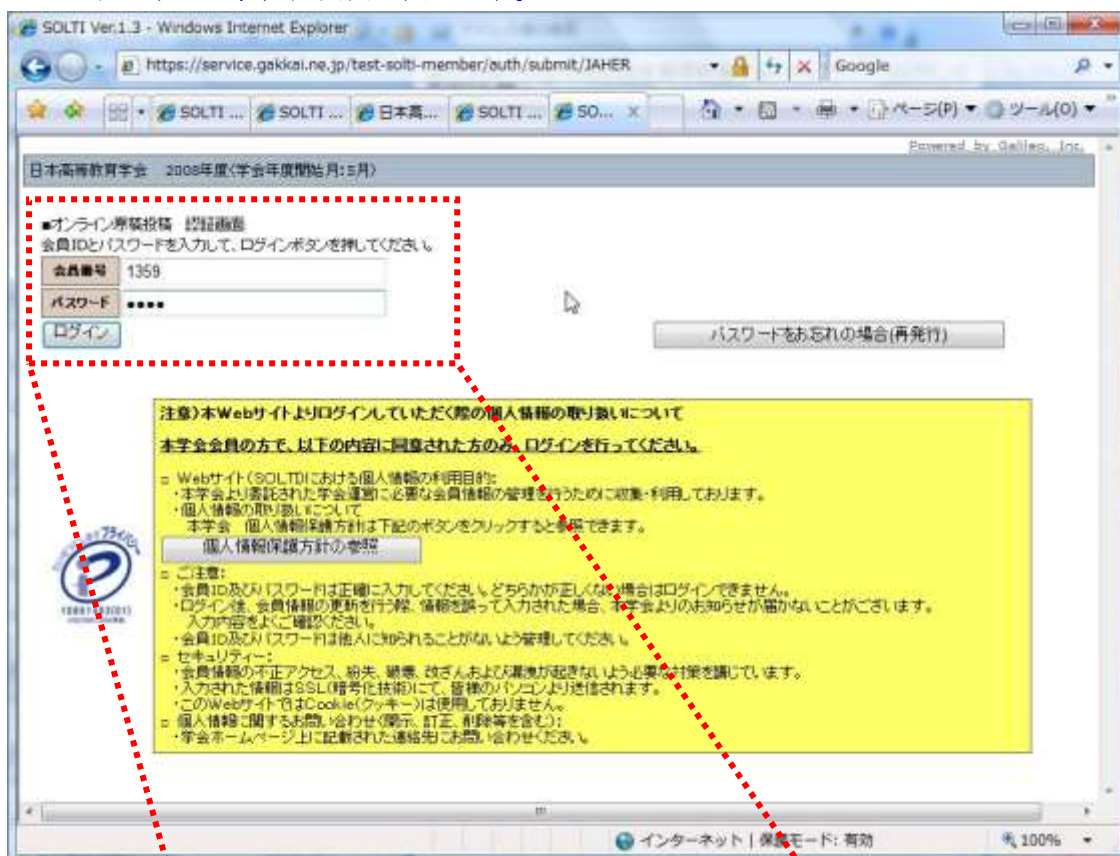 SOLTI Ver.1.3 - Windows Internet Explorer
https://service.gakkai.ne.jp/test-solti-member/auth/submit/JAHER
Google
SOLTI ...
SOLTI ...
日本高...
SOLTI ...
SO...
ページ(P)
ツール(O)
Powered by Galileo, Inc.
日本高等教育学会 2008年度(学会年度開始月:5月)
■オンライン原稿投稿 認証画面
会員IDとパスワードを入力して、ログインボタンを押してください。
会員番号 1359
パスワード ●●●●
ログイン
パスワードをお忘れの場合(再発行)
注意)本Webサイトよりログインしていただく際の個人情報の取り扱いについて
本学会会員の方で、以下の内容に同意された方のみ、ログインを行ってください。
□ Webサイト(SOLTI)における個人情報の利用目的:
・本学会より委託された学会運営に必要な会員情報の管理を行うために収集・利用しております。
・個人情報の取り扱いについて
本学会 個人情報保護方針は下記のボタンをクリックすると参照できます。
個人情報保護方針の参照
□ ご注意:
・会員ID及びパスワードは正確に入力してください。どちらかが正しくない場合はログインできません。
・ログイン後、会員情報の更新を行う際、情報を誤って入力された場合、本学会よりのお知らせが届かないことがございます。
入力内容をよくご確認ください。
・会員ID及びパスワードは他人に知られることがないよう管理してください。
□ セキュリティー:
・会員情報の不正アクセス、紛失、破壊、改ざんおよび漏洩が起きないよう必要な対策を講じています。
・入力された情報はSSL(暗号化技術)にて、皆様のパソコンより送信されます。
・このWebサイトではCookie(クッキー)は使用しておりません。
□ 個人情報に関するお問い合わせ(開示、訂正、削除等を含む):
・学会ホームページ上に記載された連絡先にお問い合わせください。
インターネット | 保護モード: 有効
100%